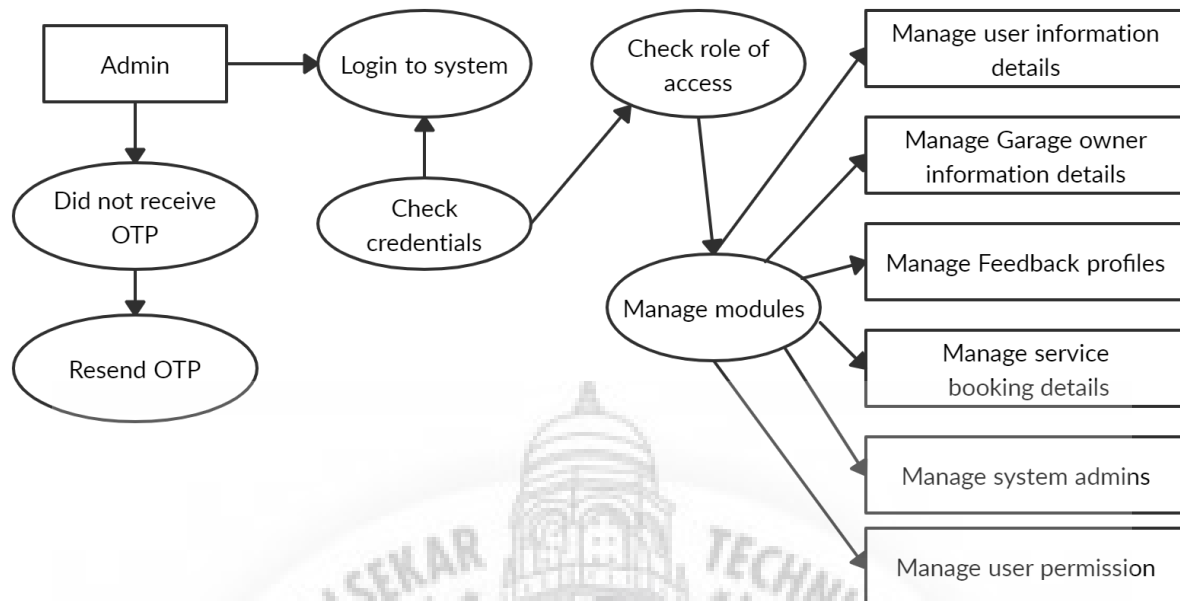 Admin
Login to system
Check role of
access
Manage user information
details
Manage Garage owner
information details
Did not receive
OTP
Check
credentials
Manage Feedback profiles
Manage modules
Resend OTP
Manage service
booking details
Manage system admins
Manage user permission
SEKAR